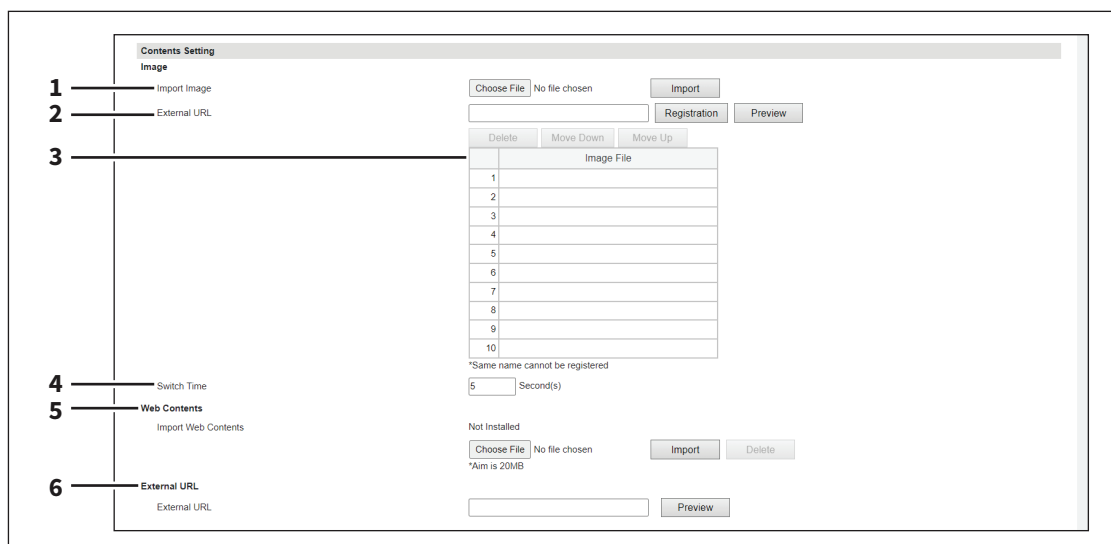 Contents Setting
Image
1 Import Image Choose File No file chosen Import
2 External URL Registration Preview
Delete Move Down Move Up
3 Image File
1
2
3
4
5
6
7
8
9
10
*Same name cannot be registered
4 Switch Time 5 Second(s)
5 Web Contents
Import Web Contents Not Installed
Choose File No file chosen Import Delete
*Aim is 20MB
6 External URL
External URL Preview